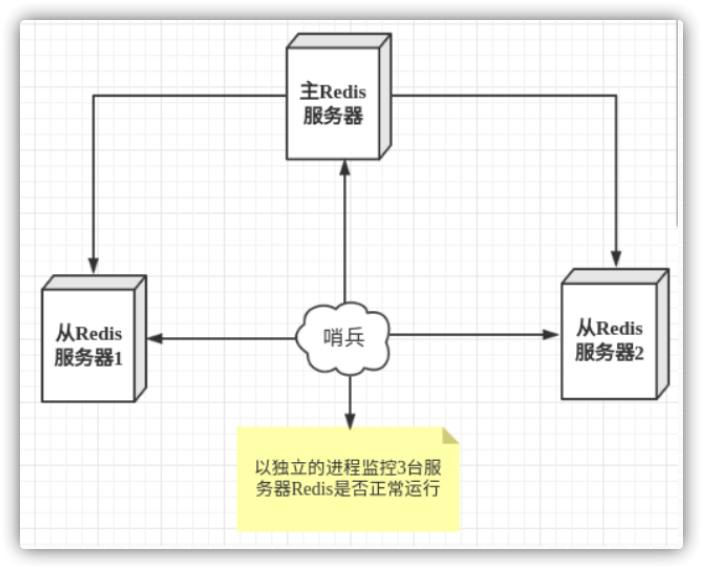 主Redis
服务器
从Redis
服务器1
哨兵
从Redis
服务器2
以独立的进程监控3台服
务器Redis是否正常运行